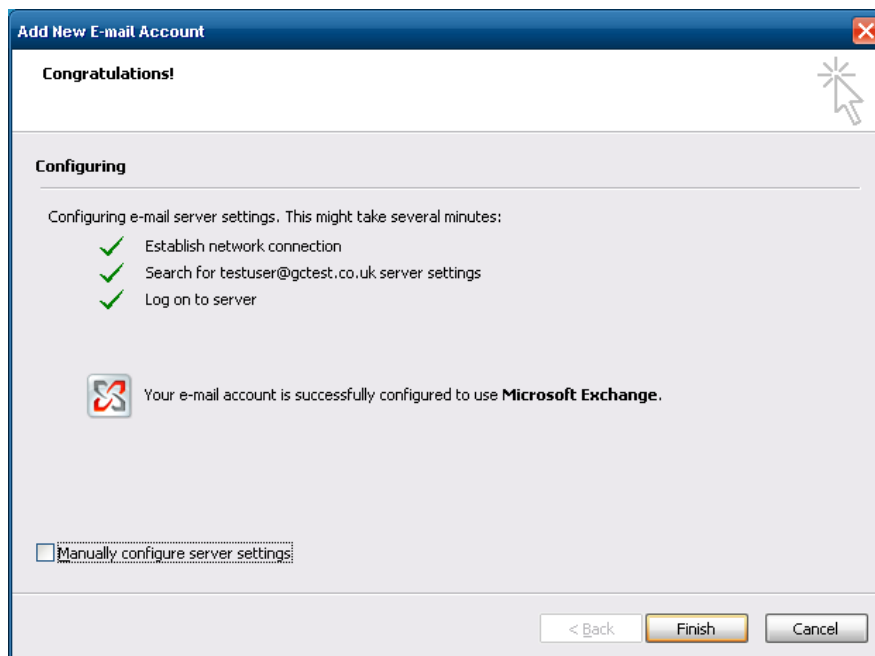 Add New E-mail Account
Congratulations!
Configuring
Configuring e-mail server settings. This might take several minutes:
Establish network connection
Search for testuser@gctest.co.uk server settings
Log on to server
Your e-mail account is successfully configured to use Microsoft Exchange.
Manually configure server settings
< Back Finish Cancel